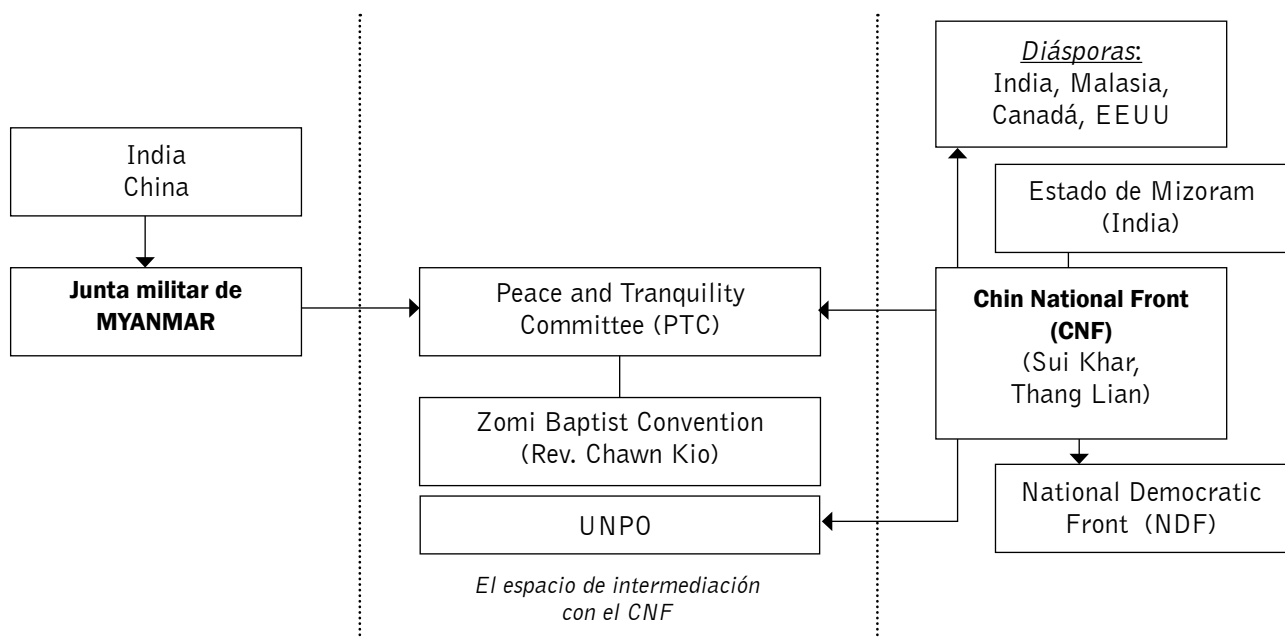 India
China
Junta militar de
MYANMAR
Peace and Tranquility
Committee (PTC)
Zomi Baptist Convention
(Rev. Chawn Kio)
UNPO
El espacio de intermediación
con el CNF
Diásporas:
India, Malasia,
Canadá, EEUU
Estado de Mizoram
(India)
Chin National Front
(CNF)
(Sui Khar,
Thang Lian)
National Democratic
Front (NDF)